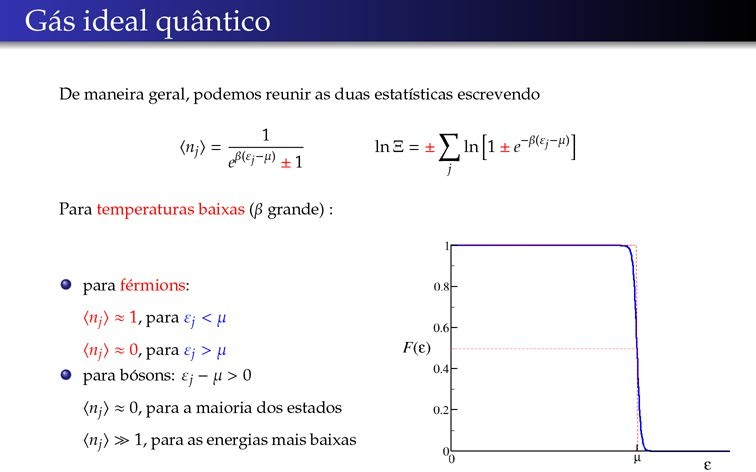 Gás ideal quântico
De maneira geral, podemos reunir as duas estatísticas escrevendo
⟨n_j⟩ = 1 / (e^{β(ε_j−μ)} ± 1)    ln Ξ = ± ∑_j ln [1 ± e^{−β(ε_j−μ)}]
Para temperaturas baixas (β grande) :
para férmions:
⟨n_j⟩ ≈ 1, para ε_j < μ
⟨n_j⟩ ≈ 0, para ε_j > μ
para bósons: ε_j − μ > 0
⟨n_j⟩ ≈ 0, para a maioria dos estados
⟨n_j⟩ ≫ 1, para as energias mais baixas
1
0.8
0.6
F(ε)
0.4
0.2
0
0 μ ε